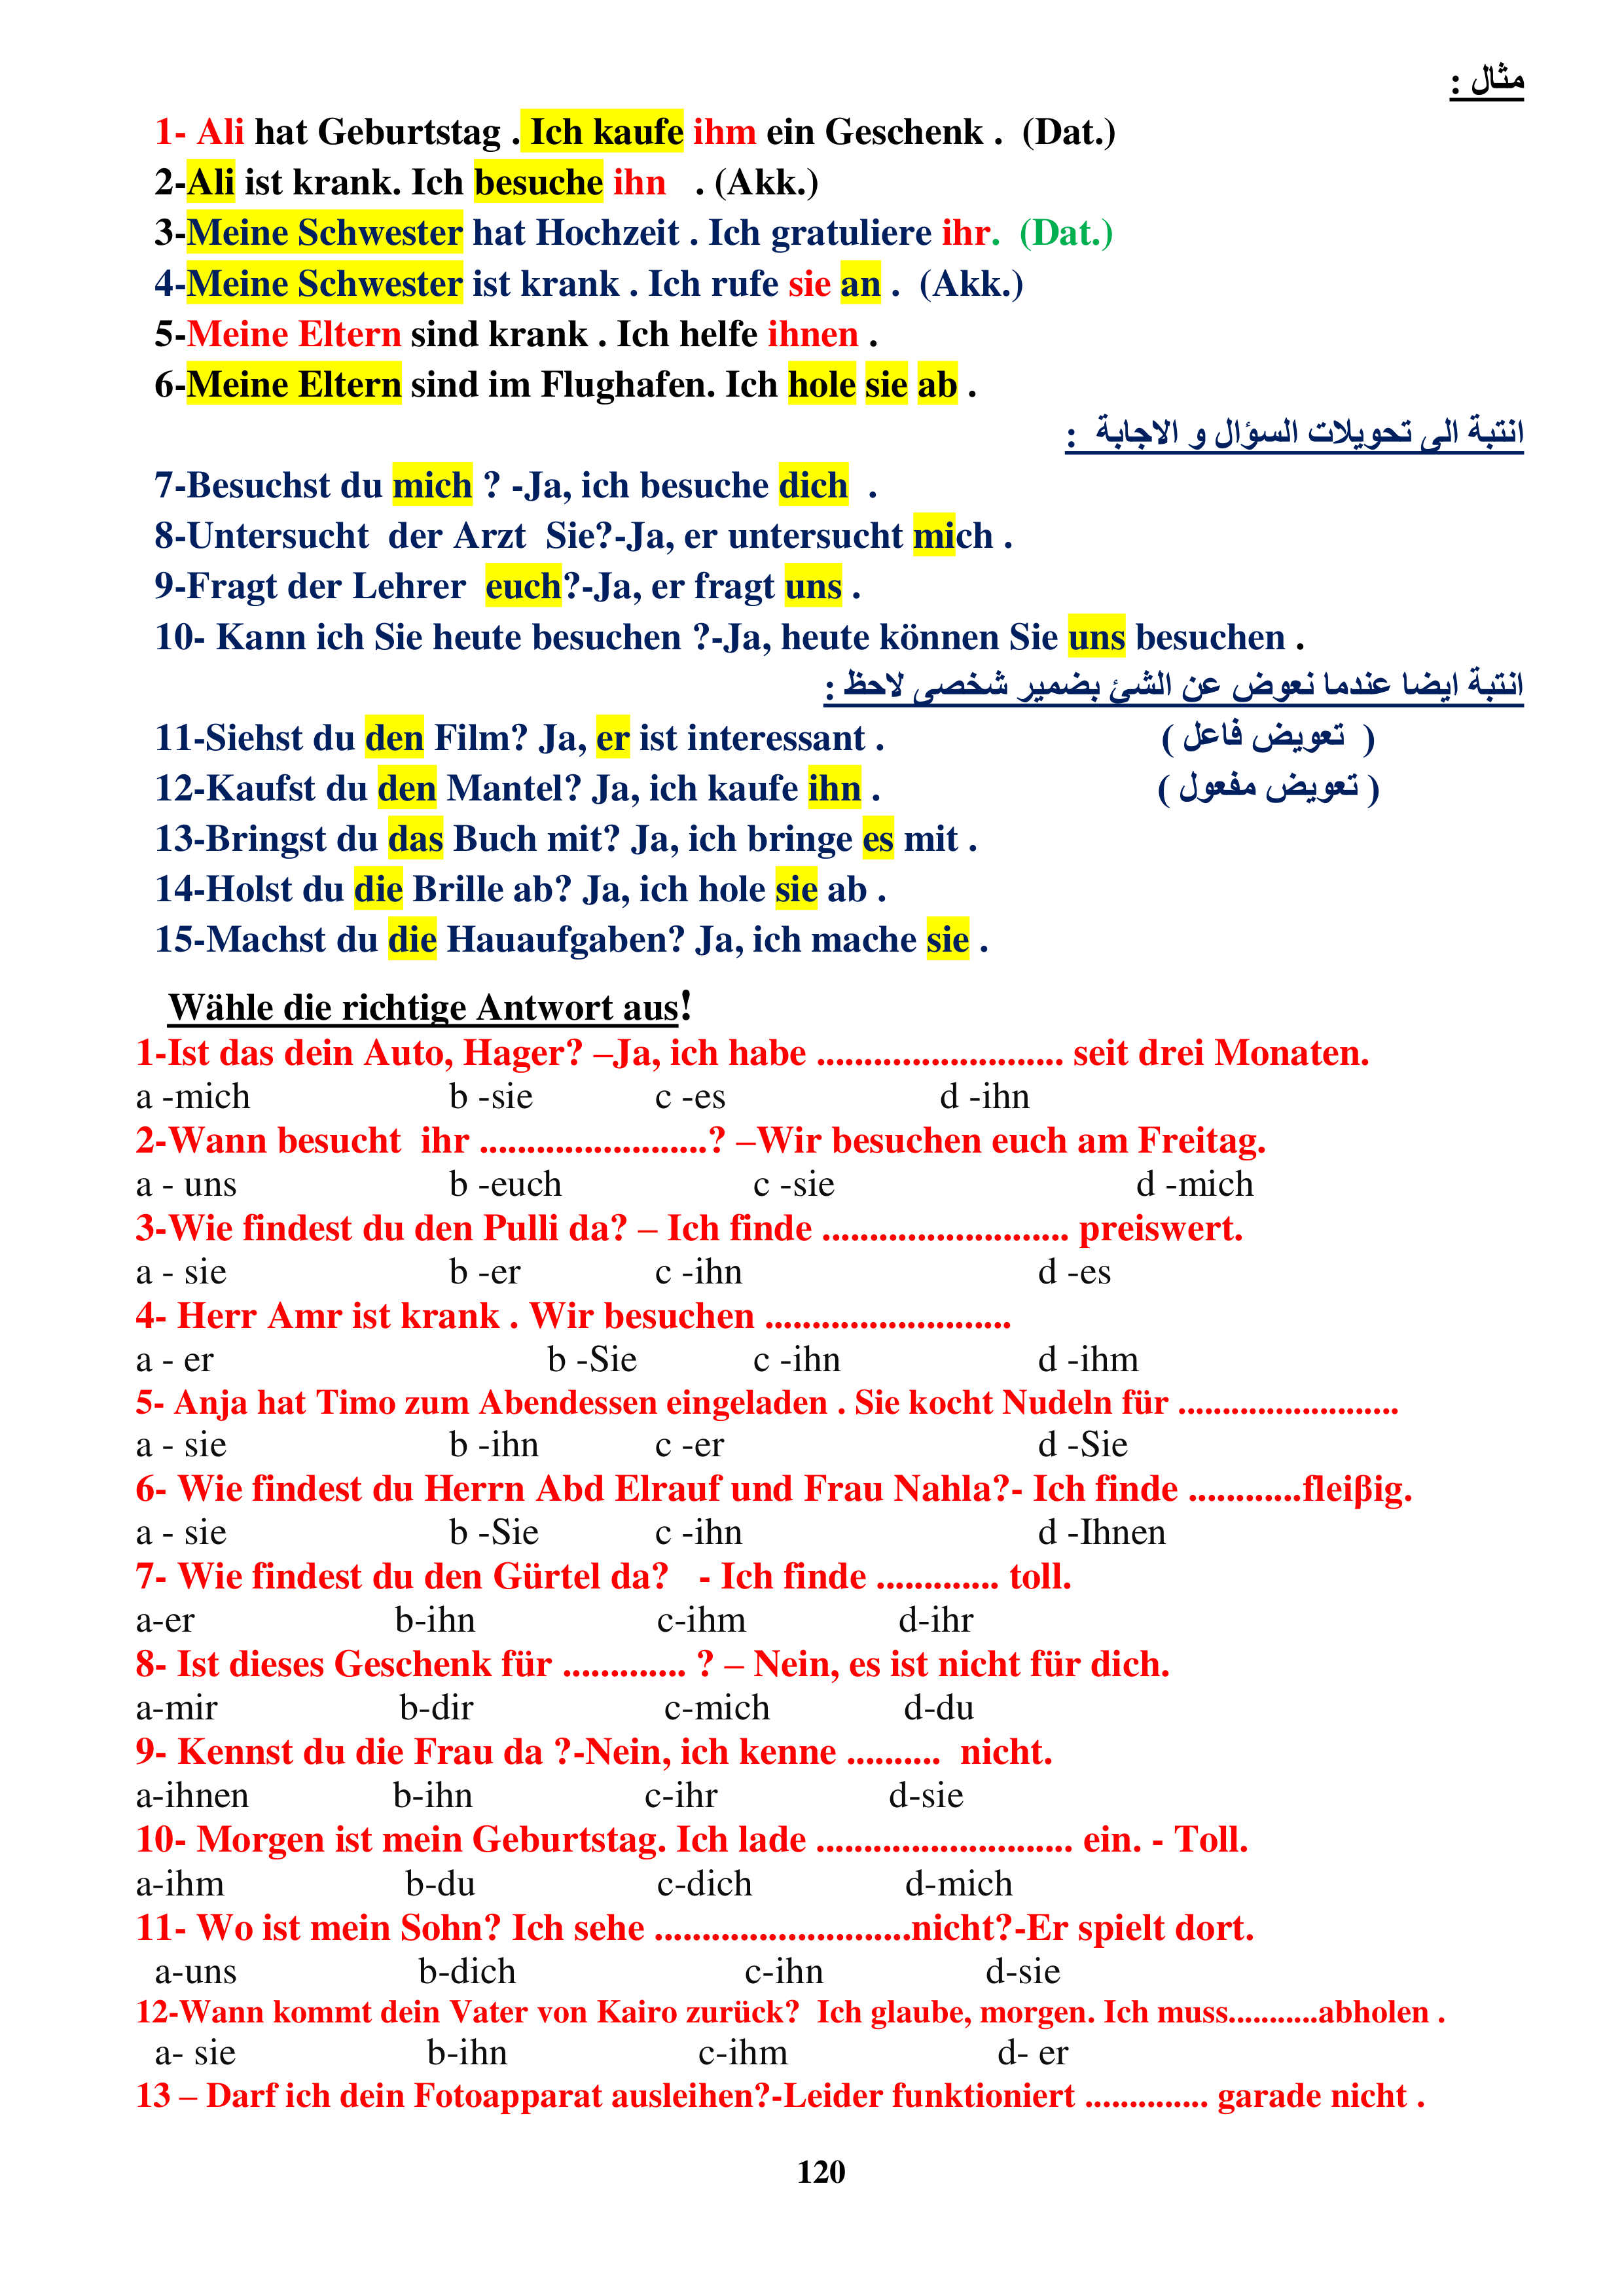 مثال :
1- Ali hat Geburtstag . Ich kaufe ihm ein Geschenk . (Dat.)
2-Ali ist krank. Ich besuche ihn . (Akk.)
3-Meine Schwester hat Hochzeit . Ich gratuliere ihr. (Dat.)
4-Meine Schwester ist krank . Ich rufe sie an . (Akk.)
5-Meine Eltern sind krank . Ich helfe ihnen .
6-Meine Eltern sind im Flughafen. Ich hole sie ab .
انتبة الى تحويلات السؤال و الاجابة :
7-Besuchst du mich ? -Ja, ich besuche dich .
8-Untersucht der Arzt Sie?-Ja, er untersucht mich .
9-Fragt der Lehrer euch?-Ja, er fragt uns .
10- Kann ich Sie heute besuchen ?-Ja, heute können Sie uns besuchen .
انتبة ايضا عندما نعوض عن الشئ بضمير شخصى لاحظ :
11-Siehst du den Film? Ja, er ist interessant . ( تعويض فاعل )
12-Kaufst du den Mantel? Ja, ich kaufe ihn . ( تعويض مفعول )
13-Bringst du das Buch mit? Ja, ich bringe es mit .
14-Holst du die Brille ab? Ja, ich hole sie ab .
15-Machst du die Hauaufgaben? Ja, ich mache sie .
Wähle die richtige Antwort aus!
1-Ist das dein Auto, Hager? –Ja, ich habe .......................... seit drei Monaten.
a -mich b -sie c -es d -ihn
2-Wann besucht ihr ........................? –Wir besuchen euch am Freitag.
a - uns b -euch c -sie d -mich
3-Wie findest du den Pulli da? – Ich finde .......................... preiswert.
a - sie b -er c -ihn d -es
4- Herr Amr ist krank . Wir besuchen ..........................
a - er b -Sie c -ihn d -ihm
5- Anja hat Timo zum Abendessen eingeladen . Sie kocht Nudeln für .........................
a - sie b -ihn c -er d -Sie
6- Wie findest du Herrn Abd Elrauf und Frau Nahla?- Ich finde ............fleiβig.
a - sie b -Sie c -ihn d -Ihnen
7- Wie findest du den Gürtel da? - Ich finde ............. toll.
a-er b-ihn c-ihm d-ihr
8- Ist dieses Geschenk für ............. ? – Nein, es ist nicht für dich.
a-mir b-dir c-mich d-du
9- Kennst du die Frau da ?-Nein, ich kenne .......... nicht.
a-ihnen b-ihn c-ihr d-sie
10- Morgen ist mein Geburtstag. Ich lade ........................... ein. - Toll.
a-ihm b-du c-dich d-mich
11- Wo ist mein Sohn? Ich sehe ...........................nicht?-Er spielt dort.
a-uns b-dich c-ihn d-sie
12-Wann kommt dein Vater von Kairo zurück? Ich glaube, morgen. Ich muss...........abholen .
a- sie b-ihn c-ihm d- er
13 – Darf ich dein Fotoapparat ausleihen?-Leider funktioniert .............. garade nicht .
120